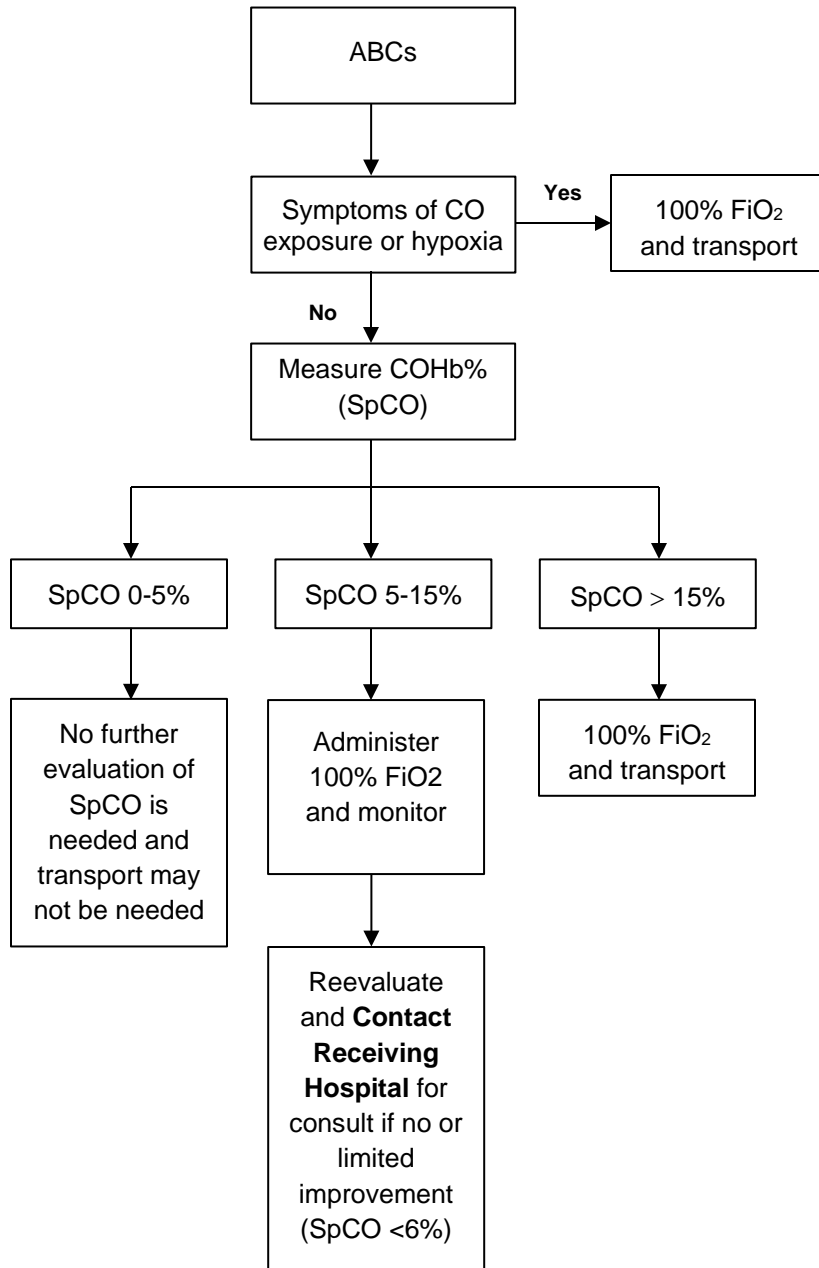 ABCs
Symptoms of CO
exposure or hypoxia
Yes
100% FiO2
and transport
No
Measure COHb%
(SpCO)
SpCO 0-5%
SpCO 5-15%
SpCO > 15%
No further
evaluation of
SpCO is
needed and
transport may
not be needed
Administer
100% FiO2
and monitor
100% FiO2
and transport
Reevaluate
and Contact
Receiving
Hospital for
consult if no or
limited
improvement
(SpCO <6%)